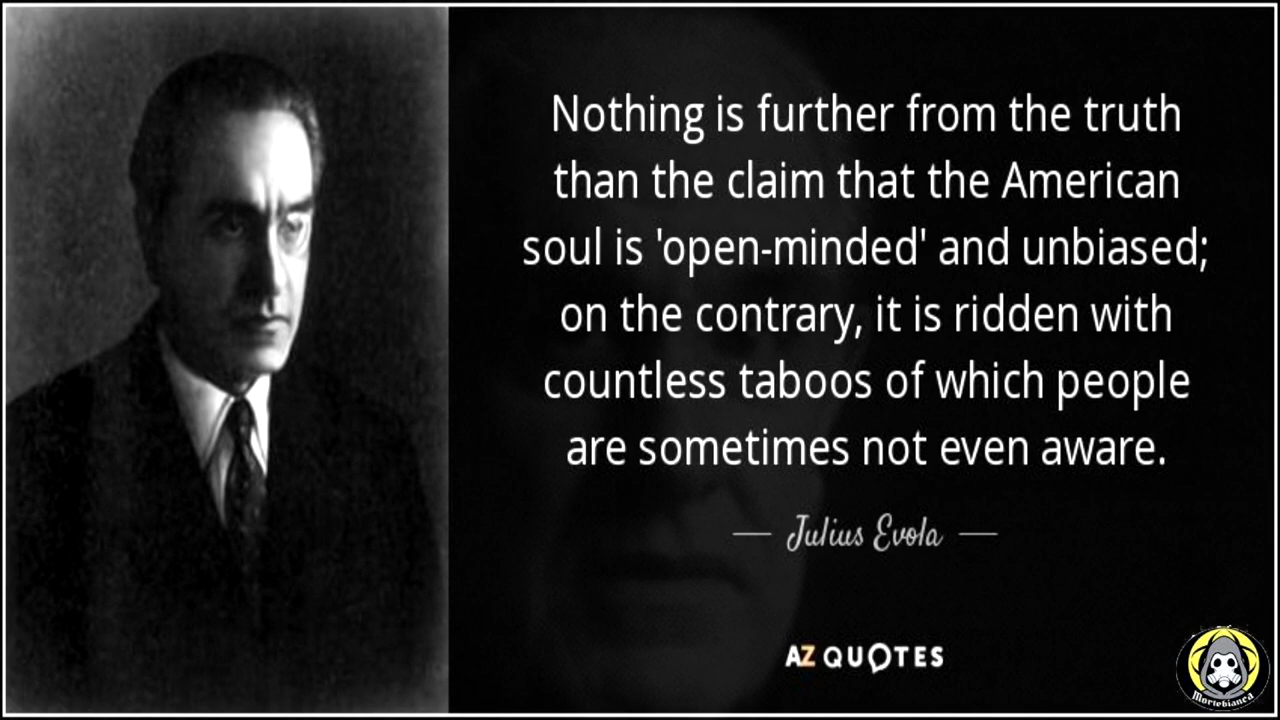 Nothing is further from the truth
than the claim that the American
soul is 'open-minded' and unbiased;
on the contrary, it is ridden with
countless taboos of which people
are sometimes not even aware.
Julius Evola
AZ QUOTES
Mortebianca